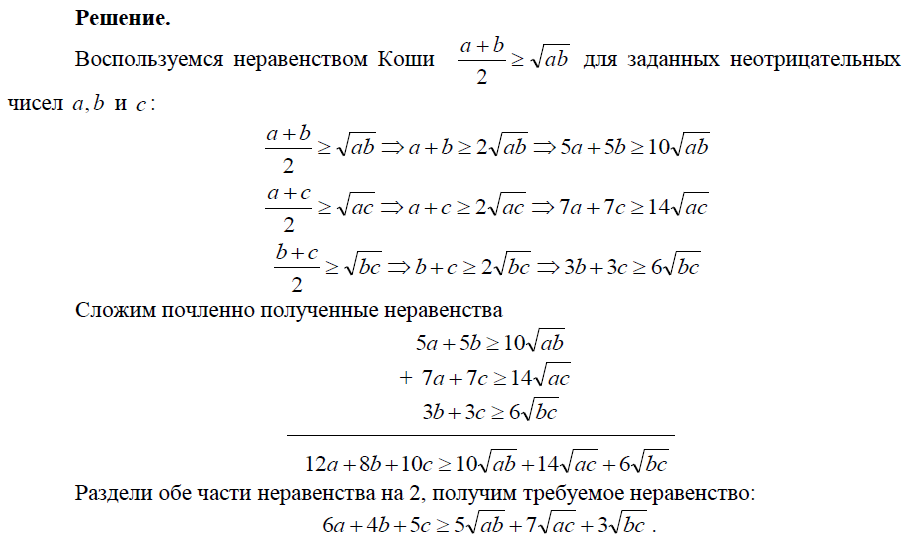 Решение.
Воспользуемся неравенством Коши $\frac{a+b}{2} \geq \sqrt{ab}$ для заданных неотрицательных
чисел $a, b$ и $c$:
$\frac{a+b}{2} \geq \sqrt{ab} \Rightarrow a+b \geq 2\sqrt{ab} \Rightarrow 5a+5b \geq 10\sqrt{ab}$
$\frac{a+c}{2} \geq \sqrt{ac} \Rightarrow a+c \geq 2\sqrt{ac} \Rightarrow 7a+7c \geq 14\sqrt{ac}$
$\frac{b+c}{2} \geq \sqrt{bc} \Rightarrow b+c \geq 2\sqrt{bc} \Rightarrow 3b+3c \geq 6\sqrt{bc}$
Сложим почленно полученные неравенства
$5a+5b \geq 10\sqrt{ab}$
$+ \ 7a+7c \geq 14\sqrt{ac}$
$3b+3c \geq 6\sqrt{bc}$
$12a+8b+10c \geq 10\sqrt{ab}+14\sqrt{ac}+6\sqrt{bc}$
Раздели обе части неравенства на 2, получим требуемое неравенство:
$6a+4b+5c \geq 5\sqrt{ab}+7\sqrt{ac}+3\sqrt{bc}$.